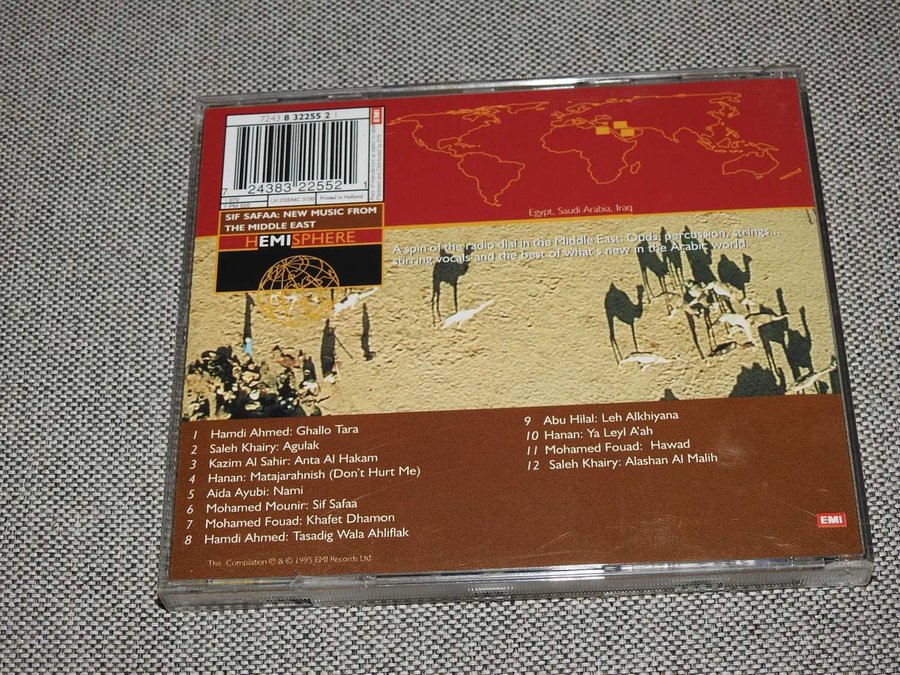 7243 8 32255 2 1
EMI
7 24383 22552 1
PM 520
Printed in Holland
SIF SAFAA: NEW MUSIC FROM
THE MIDDLE EAST
HEMISPHERE
Egypt, Saudi Arabia, Iraq
A spin of the radio dial in the Middle East: Ouds, percussion, strings...
stirring vocals and the best of what's new in the Arabic world.
1 Hamdi Ahmed: Ghallo Tara
2 Saleh Khairy: Agulak
3 Kazim Al Sahir: Anta Al Hakam
4 Hanan: Matajarahnish (Don't Hurt Me)
5 Aida Ayubi: Nami
6 Mohamed Mounir: Sif Safaa
7 Mohamed Fouad: Khafet Dhamon
8 Hamdi Ahmed: Tasadig Wala Ahliflak
9 Abu Hilal: Leh Alkhiyana
10 Hanan: Ya Leyl A'ah
11 Mohamed Fouad: Hawad
12 Saleh Khairy: Alashan Al Malih
EMI
This Compilation ℗ & © 1995 EMI Records Ltd